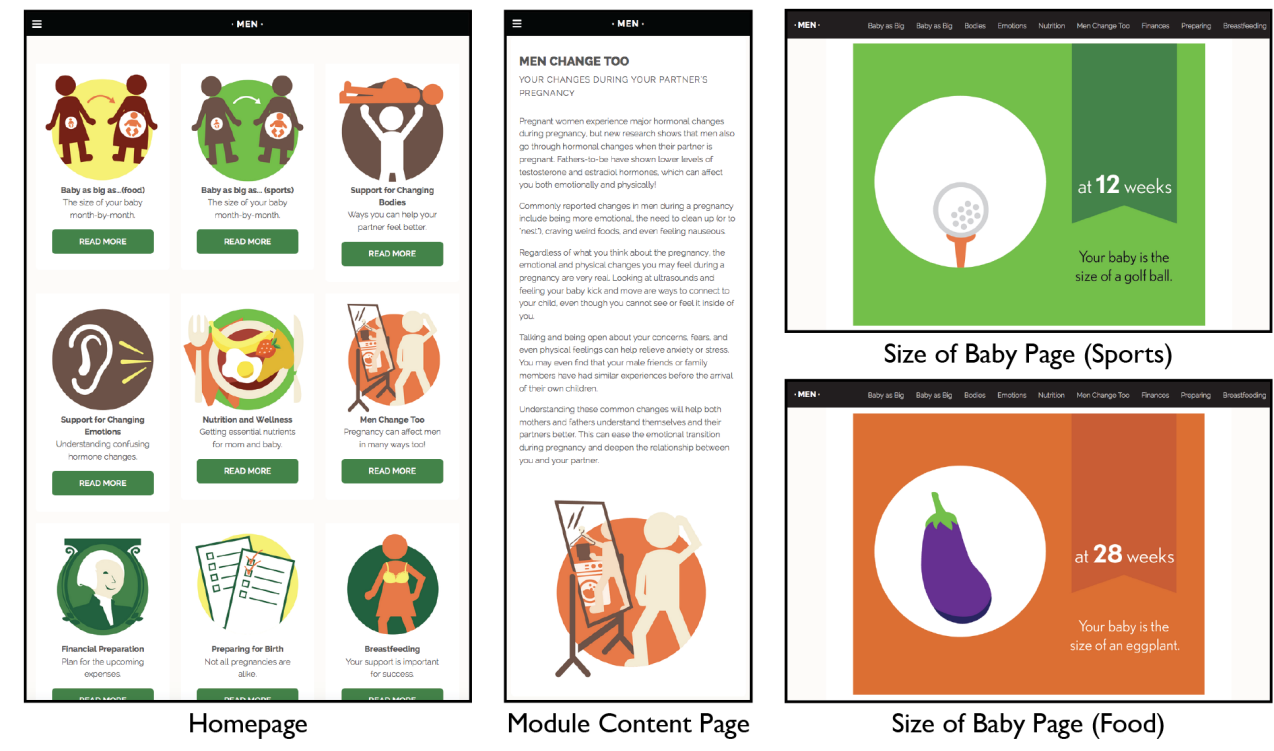 · MEN ·
Baby as big as...(food)
The size of your baby
month-by-month.
READ MORE
Baby as big as... (sports)
The size of your baby
month-by-month.
READ MORE
Support for Changing
Bodies
Ways you can help your
partner feel better.
READ MORE
Support for Changing
Emotions
Understanding confusing
hormone changes.
READ MORE
Nutrition and Wellness
Getting essential nutrients
for mom and baby.
READ MORE
Men Change Too
Pregnancy can affect men
in many ways too!
READ MORE
Financial Preparation
Plan for the upcoming
expenses.
READ MORE
Preparing for Birth
Not all pregnancies are
alike.
READ MORE
Breastfeeding
Your support is important
for success.
READ MORE
Homepage
· MEN ·
MEN CHANGE TOO
YOUR CHANGES DURING YOUR PARTNER'S
PREGNANCY
Pregnant women experience major hormonal changes
during pregnancy, but new research shows that men also
go through hormonal changes when their partner is
pregnant. Fathers-to-be have shown lower levels of
testosterone and estradiol hormones, which can affect
you both emotionally and physically!
Commonly reported changes in men during a pregnancy
include being more emotional, the need to clean up (or to
'nest'), craving weird foods, and even feeling nauseous.
Regardless of what you think about the pregnancy, the
emotional and physical changes you may feel during a
pregnancy are very real. Looking at ultrasounds and
feeling your baby kick and move are ways to connect to
your child, even though you cannot see or feel it inside of
you.
Talking and being open about your concerns, fears, and
even physical feelings can help relieve anxiety or stress.
You may even find that your male friends or family
members have had similar experiences before the arrival
of their own children.
Understanding these common changes will help both
mothers and fathers understand themselves and their
partners better. This can ease the emotional transition
during pregnancy and deepen the relationship between
you and your partner.
Module Content Page
· MEN · Baby as Big Baby as Big Bodies Emotions Nutrition Men Change Too Finances Preparing Breastfeeding
at 12 weeks
Your baby is the
size of a golf ball.
Size of Baby Page (Sports)
· MEN · Baby as Big Baby as Big Bodies Emotions Nutrition Men Change Too Finances Preparing Breastfeeding
at 28 weeks
Your baby is the
size of an eggplant.
Size of Baby Page (Food)